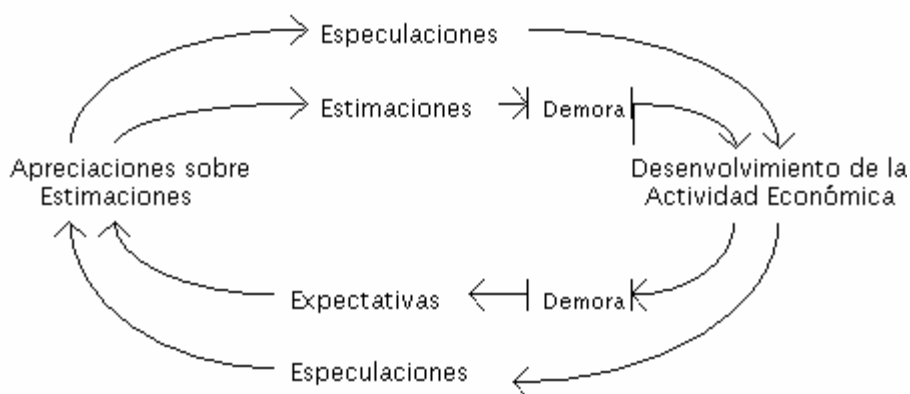 Especulaciones
Estimaciones
Demora
Apreciaciones sobre
Estimaciones
Desenvolvimiento de la
Actividad Económica
Expectativas
Demora
Especulaciones